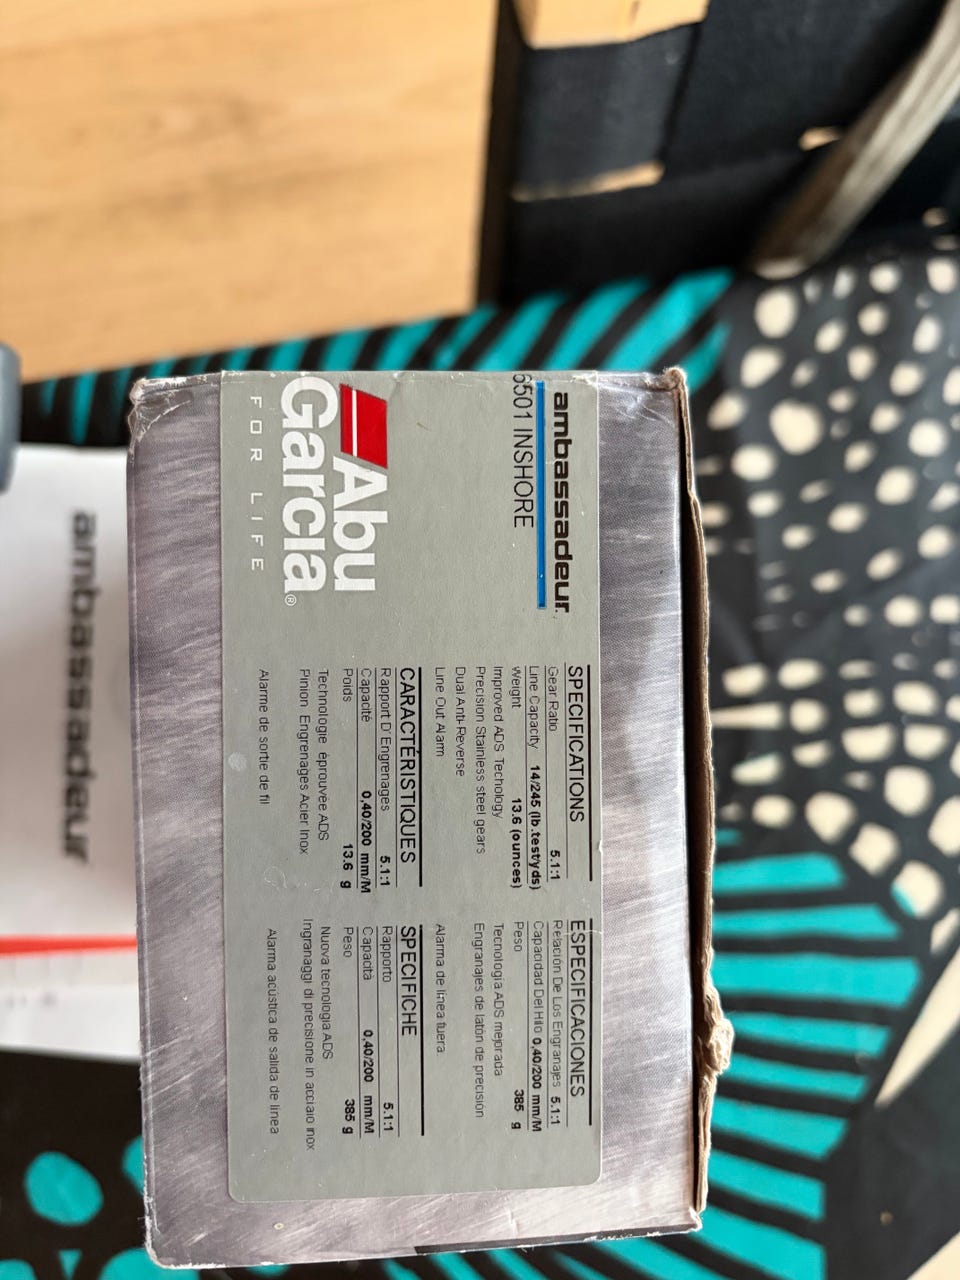 ambassadeur
6501 INSHORE
Abu
Garcia®
FOR LIFE
SPECIFICATIONS
Gear Ratio 5.1:1
Line Capacity 14/245 (lb.test/yds)
Weight 13.6 (ounces)
Improved ADS Techology
Precision Stainless steel gears
Dual Anti-Reverse
Line Out Alarm
CARACTÉRISTIQUES
Rapport D'Engrenages 5.1:1
Capacité 0,40/200 mm/M
Poids 13.6 g
Technologie éprouvée ADS
Pinion Engrenages Acier Inox
Alarme de sortie de fil
ESPECIFICACIONES
Relación De Los Engranajes 5.1:1
Capacidad Del Hilo 0,40/200 mm/M
Peso 385 g
Tecnología ADS mejorada
Engranajes de latón de precisión
Alarma de línea fuera
SPECIFICHE
Rapporto 5.1:1
Capacità 0,40/200 mm/M
Peso 385 g
Nuova tecnologia ADS
Ingranaggi di precisione in acciaio inox
Alarma acustica de salida de linea
ambassadeur